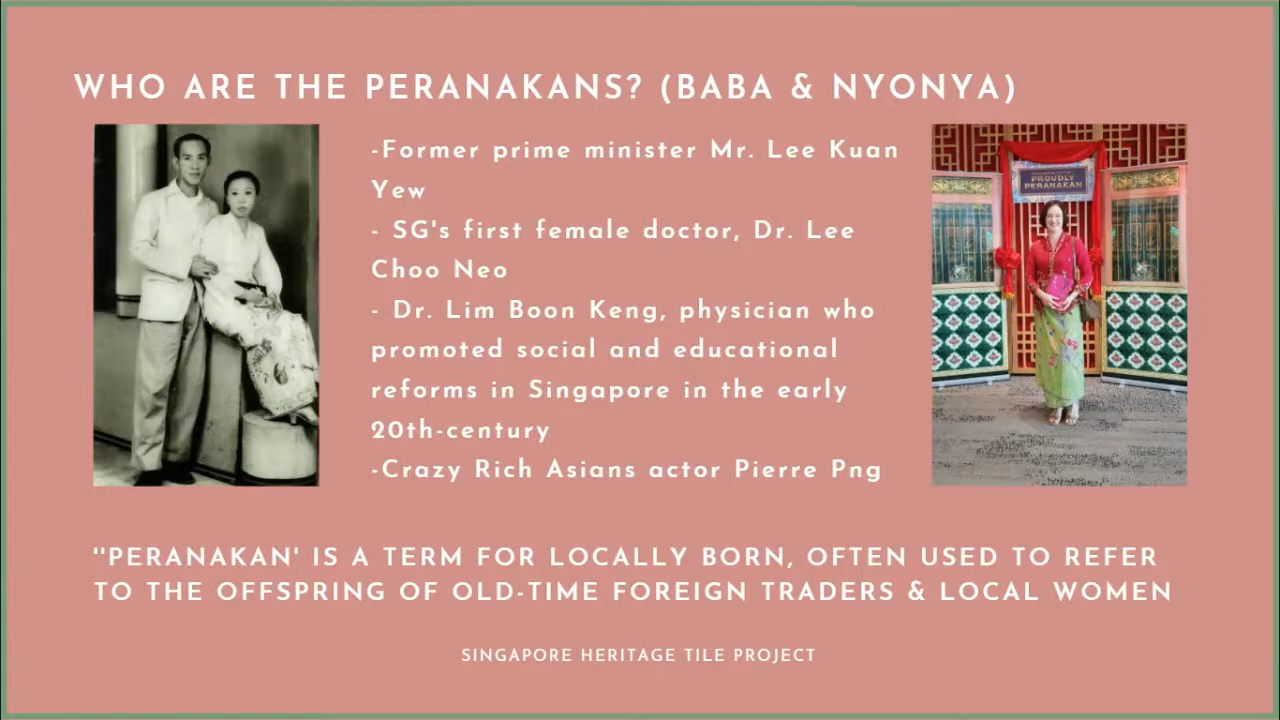 WHO ARE THE PERANAKANS? (BABA & NYONYA)
-Former prime minister Mr. Lee Kuan
Yew
- SG's first female doctor, Dr. Lee
Choo Neo
- Dr. Lim Boon Keng, physician who
promoted social and educational
reforms in Singapore in the early
20th-century
-Crazy Rich Asians actor Pierre Png
PROUDLY
PERANAKAN
''PERANAKAN' IS A TERM FOR LOCALLY BORN, OFTEN USED TO REFER
TO THE OFFSPRING OF OLD-TIME FOREIGN TRADERS & LOCAL WOMEN
SINGAPORE HERITAGE TILE PROJECT